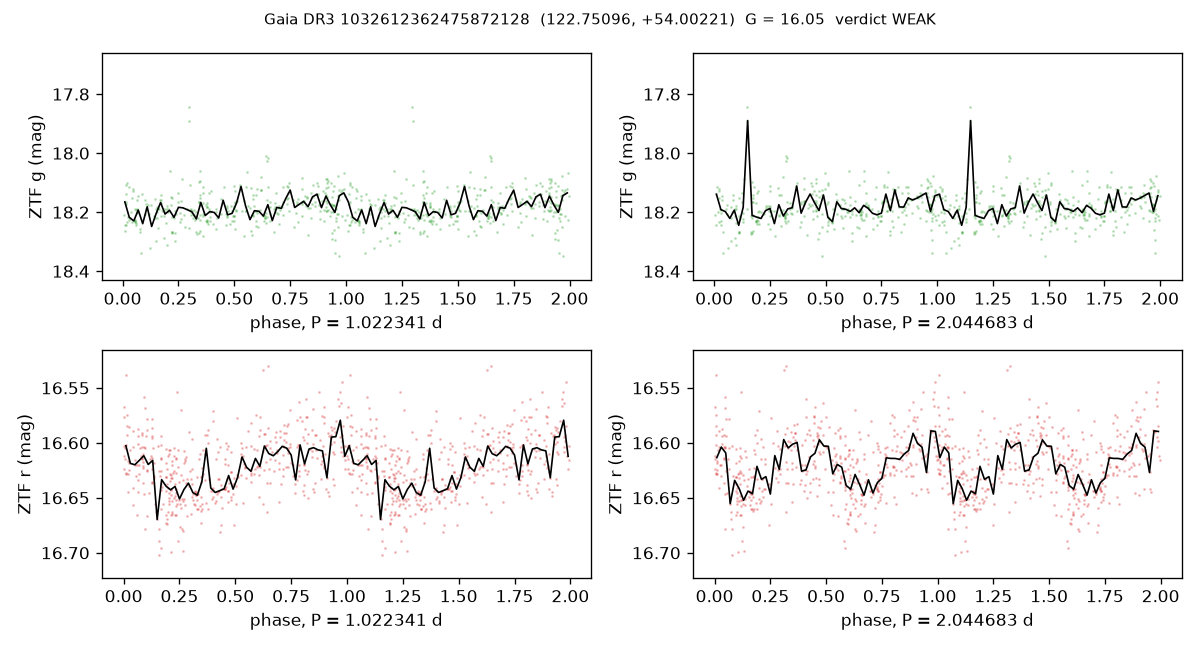 Gaia DR3 1032612362475872128 (122.75096, +54.00221) G = 16.05 verdict WEAK
ZTF g (mag)
17.8
18.0
18.2
18.4
0.00 0.25 0.50 0.75 1.00 1.25 1.50 1.75 2.00
phase, P = 1.022341 d
ZTF g (mag)
17.8
18.0
18.2
18.4
0.00 0.25 0.50 0.75 1.00 1.25 1.50 1.75 2.00
phase, P = 2.044683 d
ZTF r (mag)
16.55
16.60
16.65
16.70
0.00 0.25 0.50 0.75 1.00 1.25 1.50 1.75 2.00
phase, P = 1.022341 d
ZTF r (mag)
16.55
16.60
16.65
16.70
0.00 0.25 0.50 0.75 1.00 1.25 1.50 1.75 2.00
phase, P = 2.044683 d